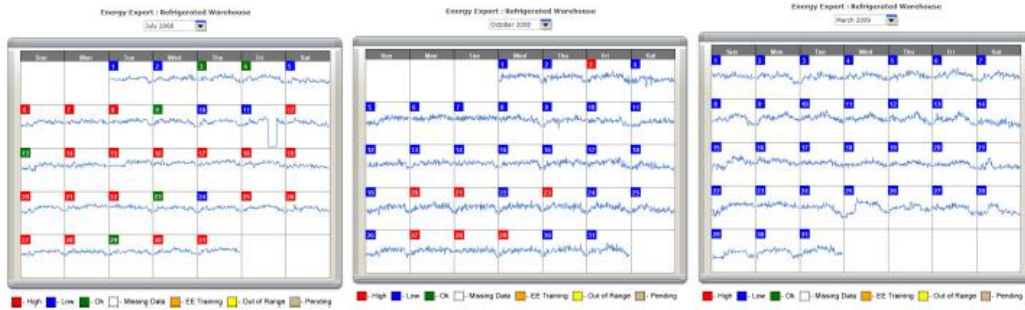 Energy Expert : Refrigerated Warehouse
July 2008
Sun Mon Tue Wed Thu Fri Sat
1 2 3 4 5
6 7 8 9 10 11 12
13 14 15 16 17 18 19
20 21 22 23 24 25 26
27 28 29 30 31
- High - Low - Ok - Missing Data - EE Training - Out of Range - Pending
Energy Expert : Refrigerated Warehouse
October 2008
Sun Mon Tue Wed Thu Fri Sat
1 2 3 4
5 6 7 8 9 10 11
12 13 14 15 16 17 18
19 20 21 22 23 24 25
26 27 28 29 30 31
- High - Low - Ok - Missing Data - EE Training - Out of Range - Pending
Energy Expert : Refrigerated Warehouse
March 2009
Sun Mon Tue Wed Thu Fri Sat
1 2 3 4 5 6 7
8 9 10 11 12 13 14
15 16 17 18 19 20 21
22 23 24 25 26 27 28
29 30 31
- High - Low - Ok - Missing Data - EE Training - Out of Range - Pending